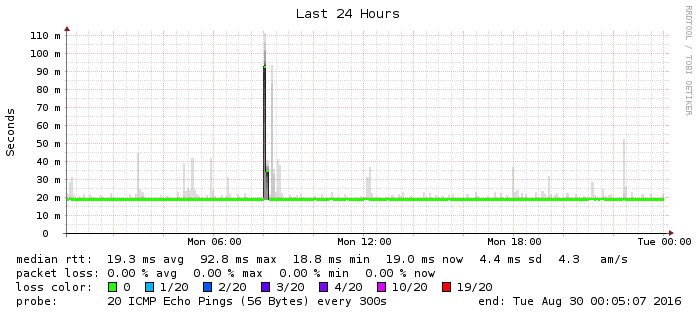 Last 24 Hours
RRDTOOL / TOBI OETIKER
Seconds
110 m
100 m
90 m
80 m
70 m
60 m
50 m
40 m
30 m
20 m
10 m
0
Mon 06:00 Mon 12:00 Mon 18:00 Tue 00:00
median rtt: 19.3 ms avg 92.8 ms max 18.8 ms min 19.0 ms now 4.4 ms sd 4.3 am/s
packet loss: 0.00 % avg 0.00 % max 0.00 % min 0.00 % now
loss color: 0 1/20 2/20 3/20 4/20 10/20 19/20
probe: 20 ICMP Echo Pings (56 Bytes) every 300s end: Tue Aug 30 00:05:07 2016